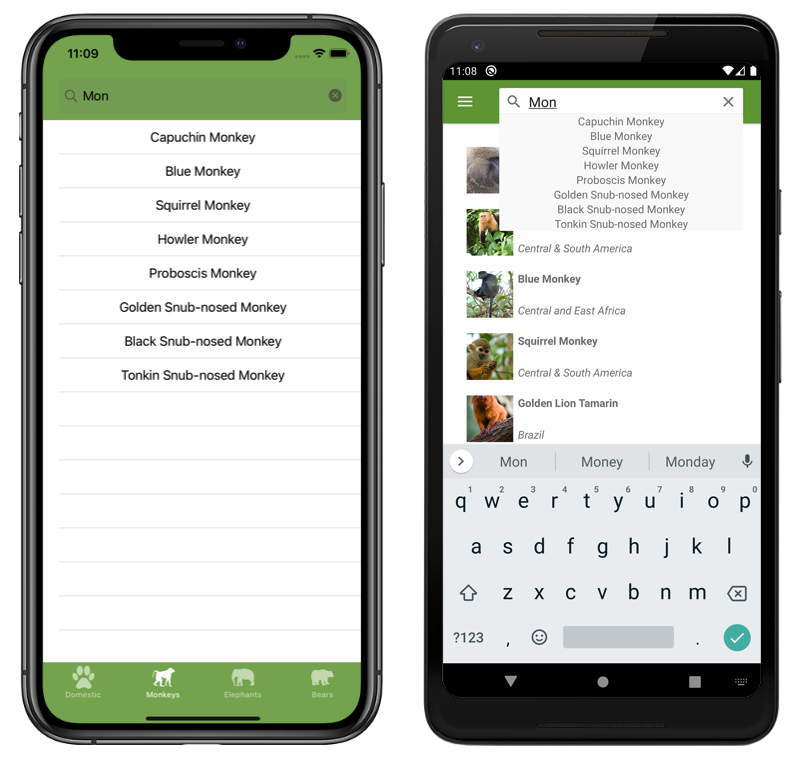 11:09
Mon
Capuchin Monkey
Blue Monkey
Squirrel Monkey
Howler Monkey
Proboscis Monkey
Golden Snub-nosed Monkey
Black Snub-nosed Monkey
Tonkin Snub-nosed Monkey
Domestic Monkeys Elephants Bears
11:08
Mon
Capuchin Monkey
Blue Monkey
Squirrel Monkey
Howler Monkey
Proboscis Monkey
Golden Snub-nosed Monkey
Black Snub-nosed Monkey
Tonkin Snub-nosed Monkey
Central & South America
Blue Monkey
Central and East Africa
Squirrel Monkey
Central & South America
Golden Lion Tamarin
Brazil
Mon Money Monday
1 2 3 4 5 6 7 8 9 0
q w e r t y u i o p
a s d f g h j k l
z x c v b n m
?123 , .